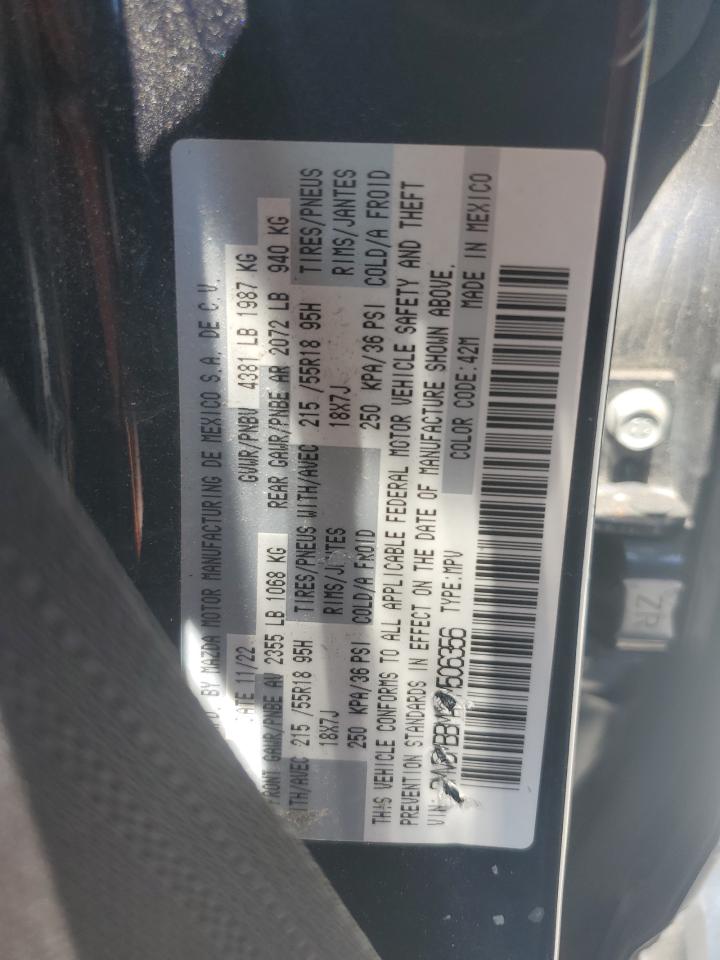 BY MAZDA MOTOR MANUFACTURING DE MEXICO S.A. DE C.V.
11/22 GVWR/PNBV 4381 LB 1987 KG
FRONT GAWR/PNBE AV 2355 LB 1068 KG REAR GAWR/PNBE AR 2072 LB 940 KG
TH/AVEC 215 /55R18 95H TIRES/PNEUS WITH/AVEC 215 /55R18 95H TIRES/PNEUS
18X7J RIMS/JANTES 18X7J RIMS/JANTES
250 KPA/36 PSI COLD/A FROID 250 KPA/36 PSI COLD/A FROID
THIS VEHICLE CONFORMS TO ALL APPLICABLE FEDERAL MOTOR VEHICLE SAFETY AND THEFT
PREVENTION STANDARDS IN EFFECT ON THE DATE OF MANUFACTURE SHOWN ABOVE.
VIN: TYPE:MPV COLOR CODE:42M MADE IN MEXICO
ZR